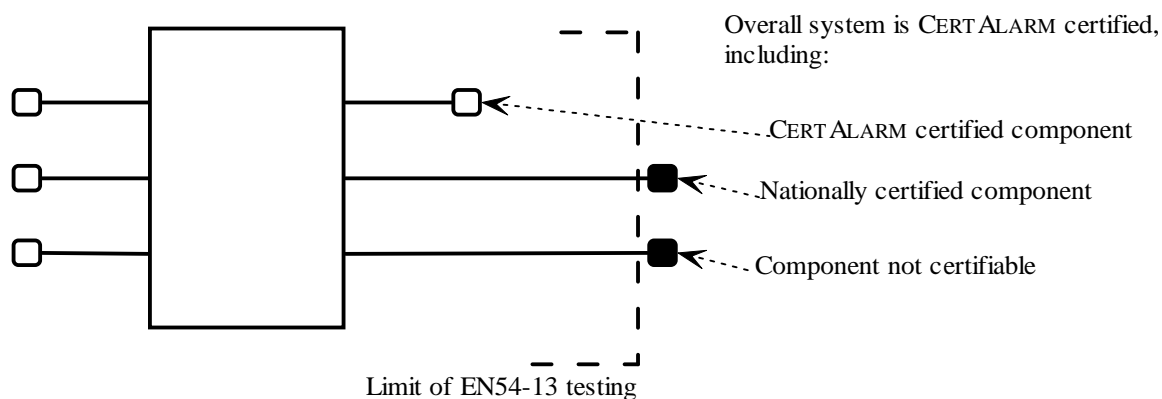 Overall system is CERTALARM certified,
including:
CERTALARM certified component
Nationally certified component
Component not certifiable
Limit of EN54-13 testing